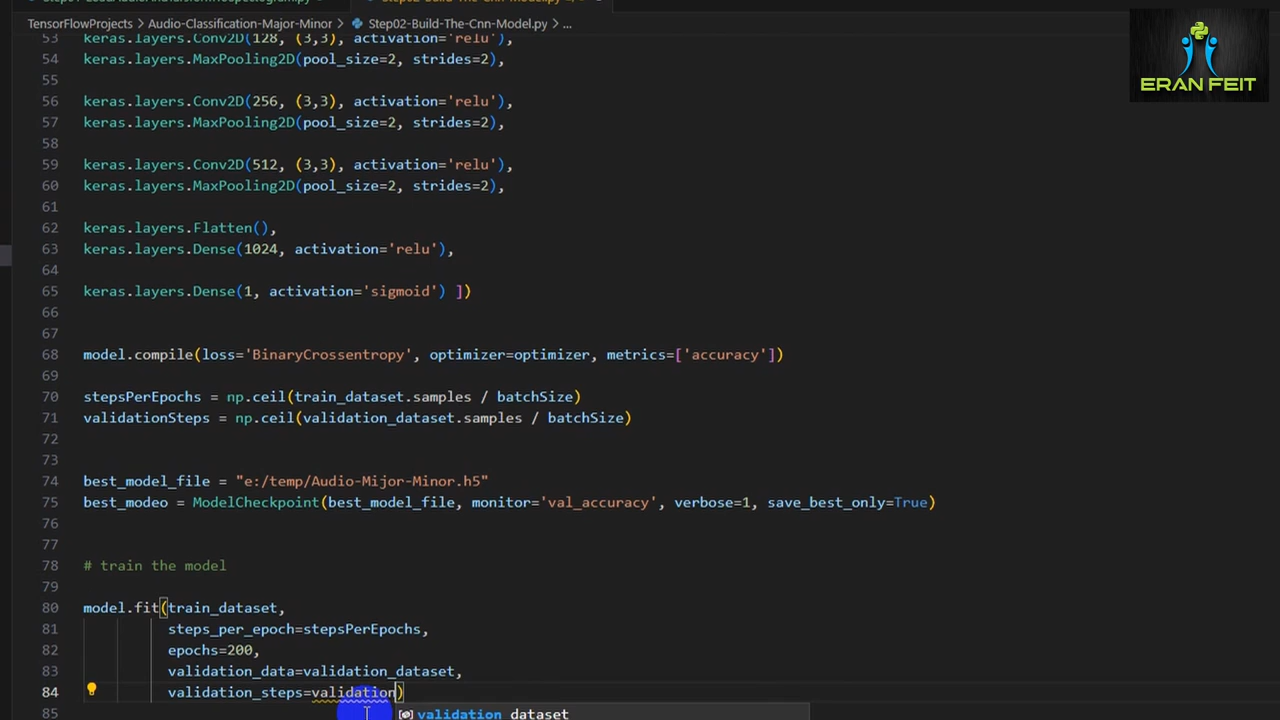 TensorFlowProjects > Audio-Classification-Major-Minor > Step02-Build-The-Cnn-Model.py > ...
ERAN FEIT
53 keras.layers.Conv2D(128, (3,3), activation='relu'),
54 keras.layers.MaxPooling2D(pool_size=2, strides=2),
55
56 keras.layers.Conv2D(256, (3,3), activation='relu'),
57 keras.layers.MaxPooling2D(pool_size=2, strides=2),
58
59 keras.layers.Conv2D(512, (3,3), activation='relu'),
60 keras.layers.MaxPooling2D(pool_size=2, strides=2),
61
62 keras.layers.Flatten(),
63 keras.layers.Dense(1024, activation='relu'),
64
65 keras.layers.Dense(1, activation='sigmoid') ])
66
67
68 model.compile(loss='BinaryCrossentropy', optimizer=optimizer, metrics=['accuracy'])
69
70 stepsPerEpochs = np.ceil(train_dataset.samples / batchSize)
71 validationSteps = np.ceil(validation_dataset.samples / batchSize)
72
73
74 best_model_file = "e:/temp/Audio-Mijor-Minor.h5"
75 best_modeo = ModelCheckpoint(best_model_file, monitor='val_accuracy', verbose=1, save_best_only=True)
76
77
78 # train the model
79
80 model.fit(train_dataset,
81 steps_per_epoch=stepsPerEpochs,
82 epochs=200,
83 validation_data=validation_dataset,
84 validation_steps=validation)
85 validation_dataset